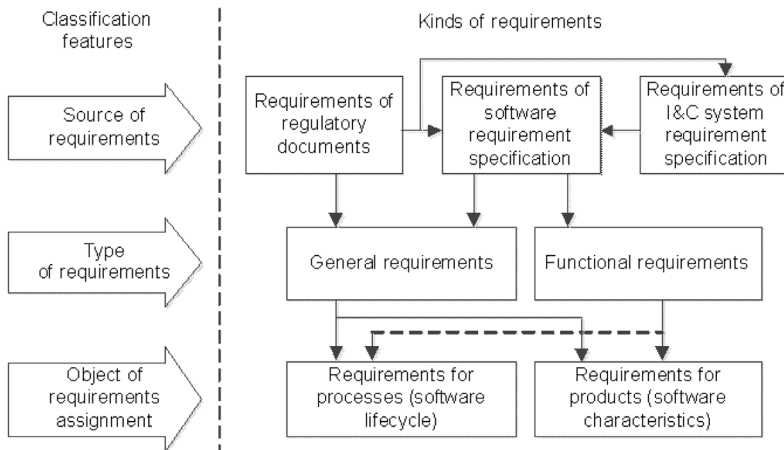 Classification
features
Kinds of requirements
Source of
requirements
Requirements of
regulatory
documents
Requirements of
software
requirement
specification
Requirements of
I&C system
requirement
specification
Type
of requirements
General requirements
Functional requirements
Object of
requirements
assignment
Requirements for
processes (software
lifecycle)
Requirements for
products (software
characteristics)